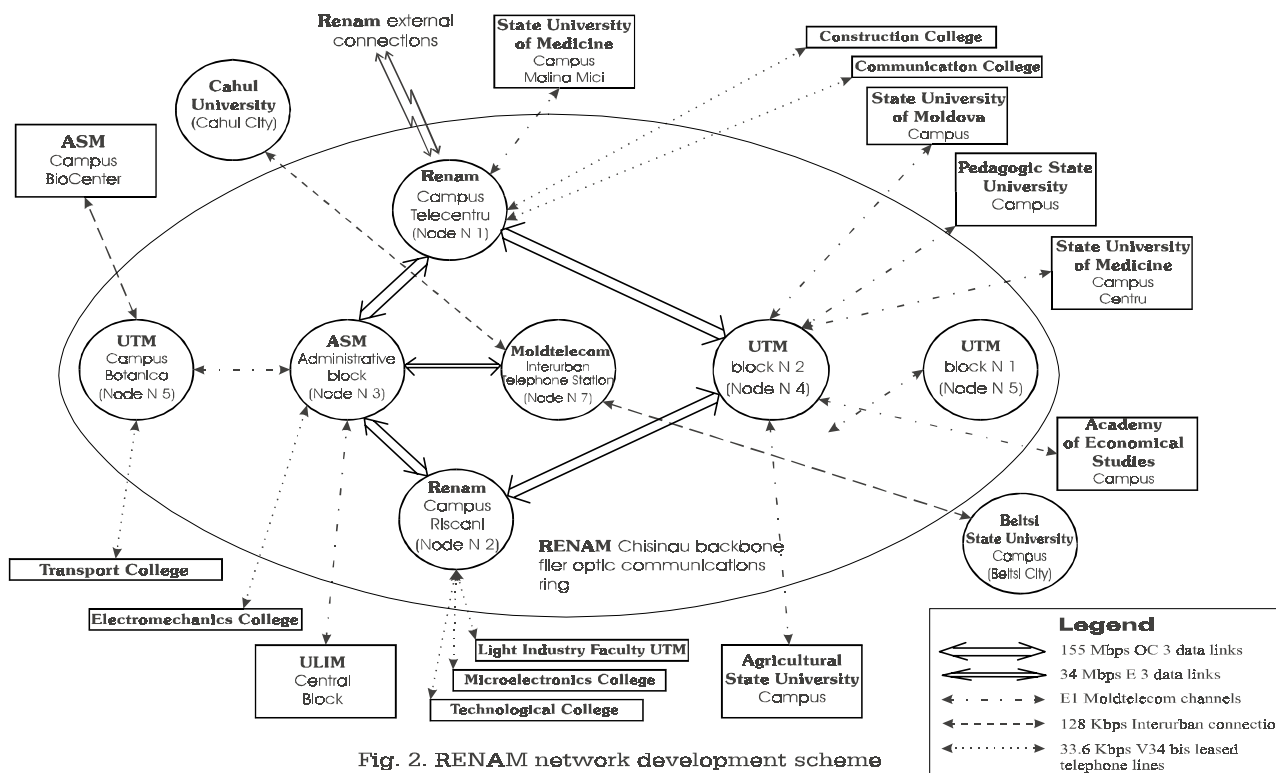 Renam external
connections
State University
of Medicine
Campus
Malina Mici
Construction College
Communication College
Cahul
University
(Cahul City)
State University
of Moldova
Campus
ASM
Campus
BioCenter
Renam
Campus
Telecentru
(Node N 1)
Pedagogic State
University
Campus
State University
of Medicine
Campus
Centru
UTM
Campus
Botanica
(Node N 5)
ASM
Administrative
block
(Node N 3)
Moldtelecom
Interurban
Telephone Station
(Node N 7)
UTM
block N 2
(Node N 4)
UTM
block N 1
(Node N 5)
Academy
of Economical
Studies
Campus
Renam
Campus
Riscani
(Node N 2)
RENAM Chisinau backbone
fiier optic communications
ring
Beltsi
State University
Campus
(Beltsi City)
Transport College
Electromechanics College
ULIM
Central
Block
Light Industry Faculty UTM
Microelectronics College
Technological College
Agricultural
State University
Campus
Legend
155 Mbps OC 3 data links
34 Mbps E 3 data links
E1 Moldtelecom channels
128 Kbps Interurban connectio
33.6 Kbps V34 bis leased
telephone lines
Fig. 2. RENAM network development scheme